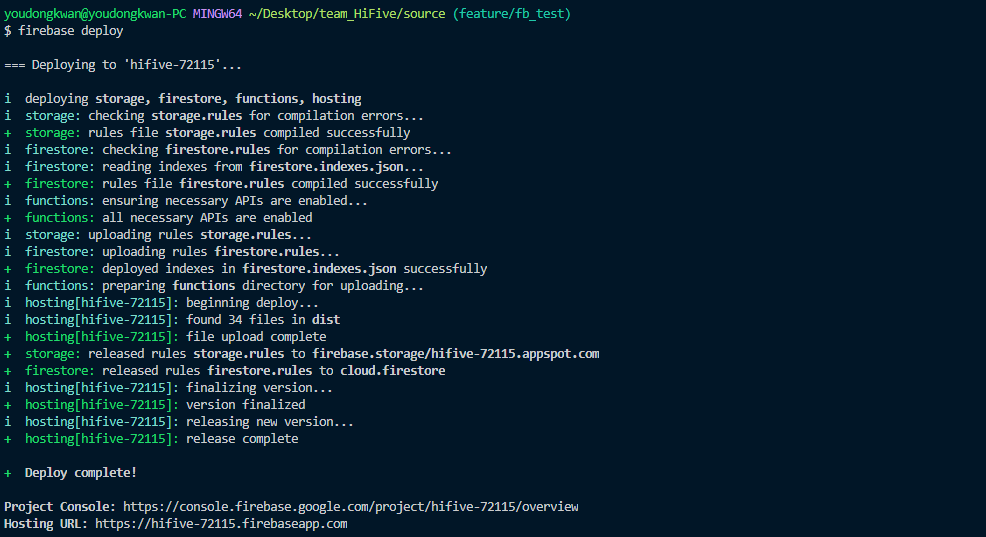 youdongkwan@youdongkwan-PC MINGW64 ~/Desktop/team_HiFive/source (feature/fb_test)
$ firebase deploy
=== Deploying to 'hifive-72115'...
i  deploying storage, firestore, functions, hosting
i  storage: checking storage.rules for compilation errors...
+  storage: rules file storage.rules compiled successfully
i  firestore: checking firestore.rules for compilation errors...
i  firestore: reading indexes from firestore.indexes.json...
+  firestore: rules file firestore.rules compiled successfully
i  functions: ensuring necessary APIs are enabled...
+  functions: all necessary APIs are enabled
i  storage: uploading rules storage.rules...
i  firestore: uploading rules firestore.rules...
+  firestore: deployed indexes in firestore.indexes.json successfully
i  functions: preparing functions directory for uploading...
i  hosting[hifive-72115]: beginning deploy...
i  hosting[hifive-72115]: found 34 files in dist
+  hosting[hifive-72115]: file upload complete
+  storage: released rules storage.rules to firebase.storage/hifive-72115.appspot.com
+  firestore: released rules firestore.rules to cloud.firestore
i  hosting[hifive-72115]: finalizing version...
+  hosting[hifive-72115]: version finalized
i  hosting[hifive-72115]: releasing new version...
+  hosting[hifive-72115]: release complete
+  Deploy complete!
Project Console: https://console.firebase.google.com/project/hifive-72115/overview
Hosting URL: https://hifive-72115.firebaseapp.com